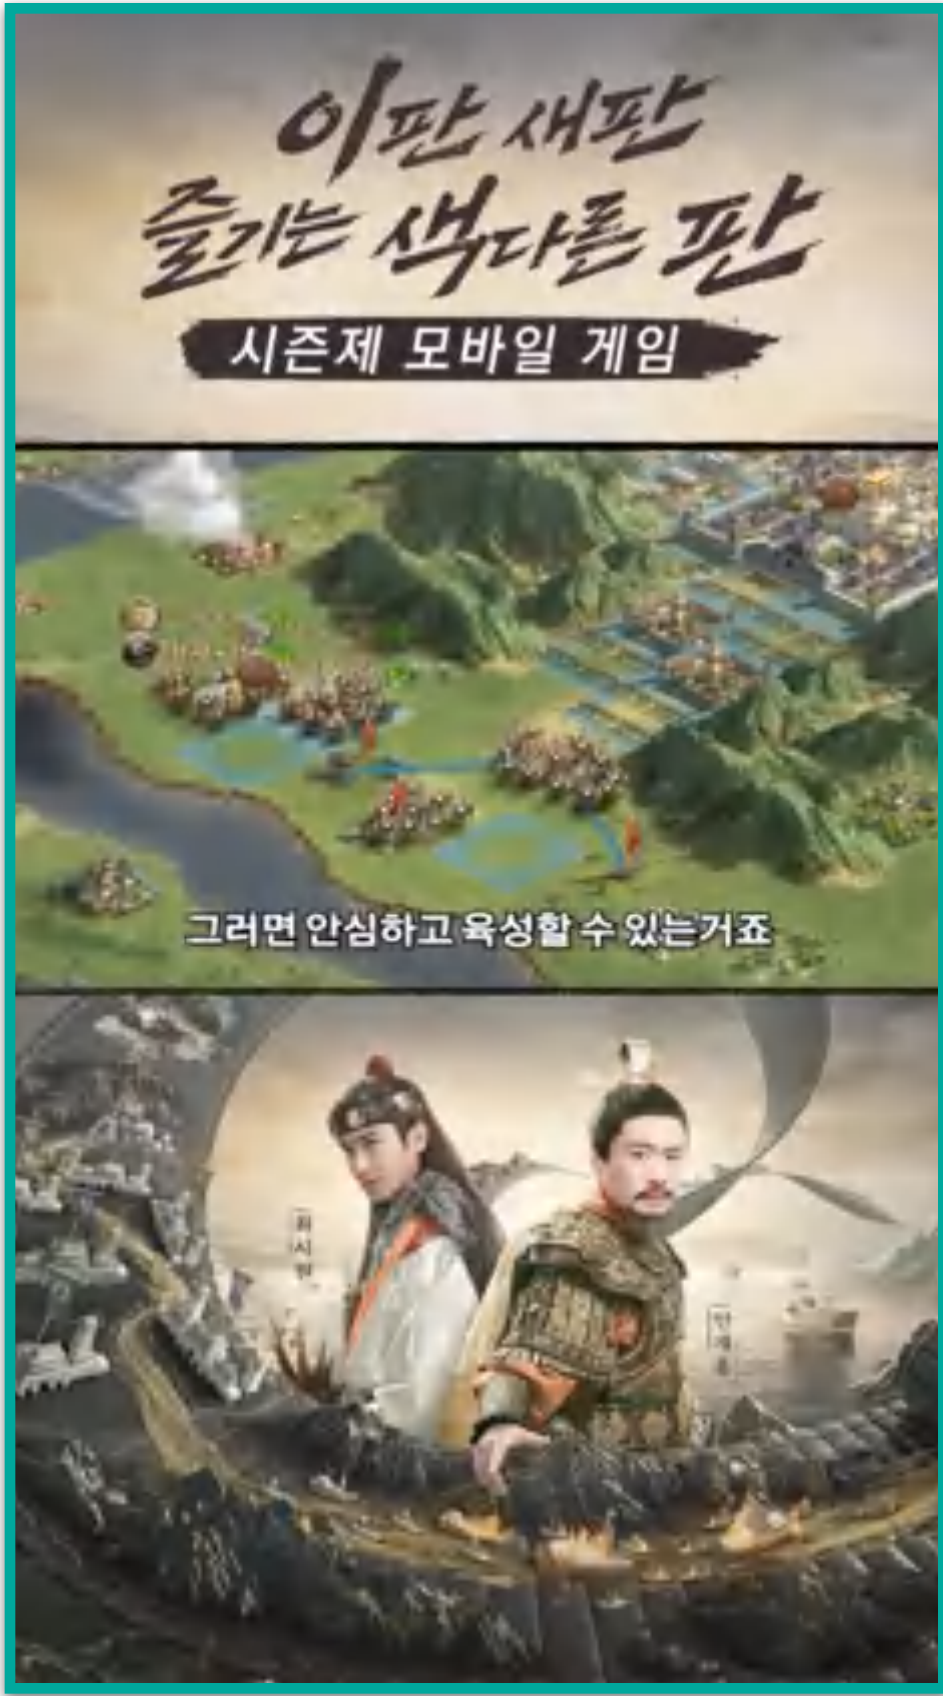 이판 새판
즐기는 색다른 판
시즌제 모바일 게임
그러면 안심하고 육성할 수 있는거죠